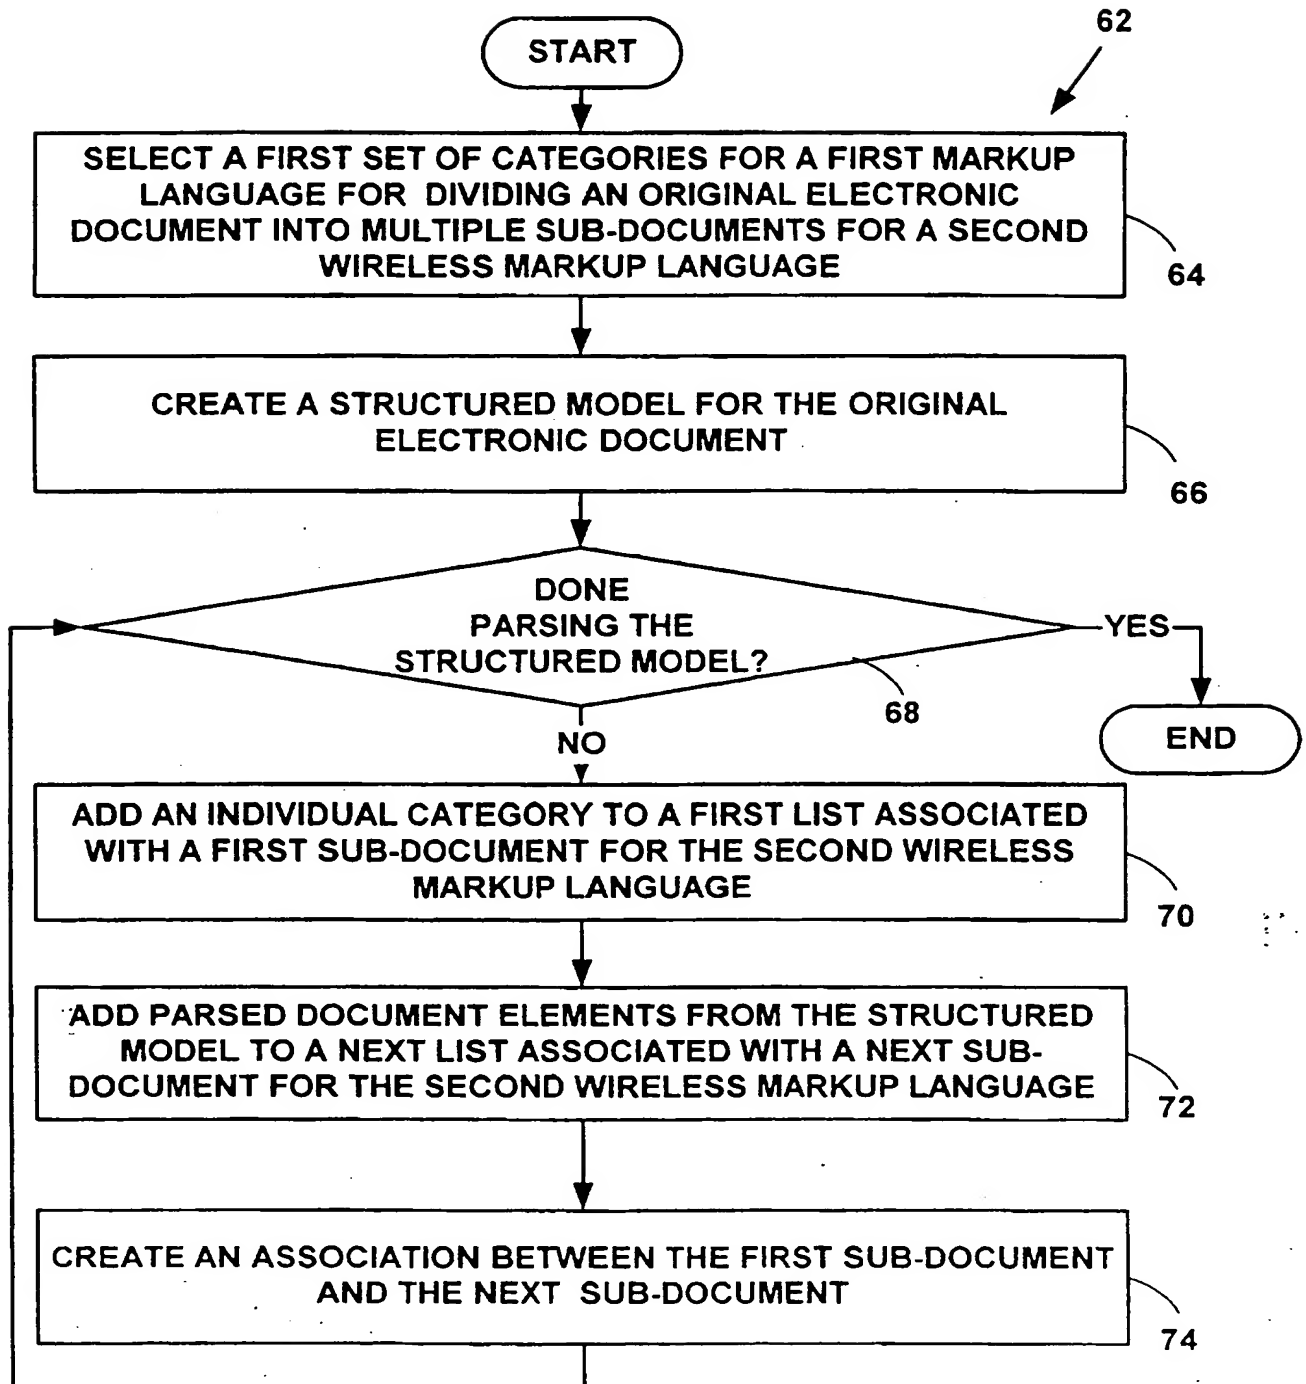 62
START
SELECT A FIRST SET OF CATEGORIES FOR A FIRST MARKUP
LANGUAGE FOR DIVIDING AN ORIGINAL ELECTRONIC
DOCUMENT INTO MULTIPLE SUB-DOCUMENTS FOR A SECOND
WIRELESS MARKUP LANGUAGE
64
CREATE A STRUCTURED MODEL FOR THE ORIGINAL
ELECTRONIC DOCUMENT
66
DONE
PARSING THE
STRUCTURED MODEL?
YES
68
END
NO
ADD AN INDIVIDUAL CATEGORY TO A FIRST LIST ASSOCIATED
WITH A FIRST SUB-DOCUMENT FOR THE SECOND WIRELESS
MARKUP LANGUAGE
70
ADD PARSED DOCUMENT ELEMENTS FROM THE STRUCTURED
MODEL TO A NEXT LIST ASSOCIATED WITH A NEXT SUB-
DOCUMENT FOR THE SECOND WIRELESS MARKUP LANGUAGE
72
CREATE AN ASSOCIATION BETWEEN THE FIRST SUB-DOCUMENT
AND THE NEXT SUB-DOCUMENT
74